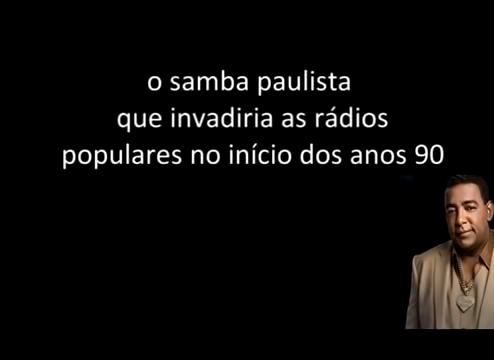 o samba paulista
que invadiria as rádios
populares no início dos anos 90